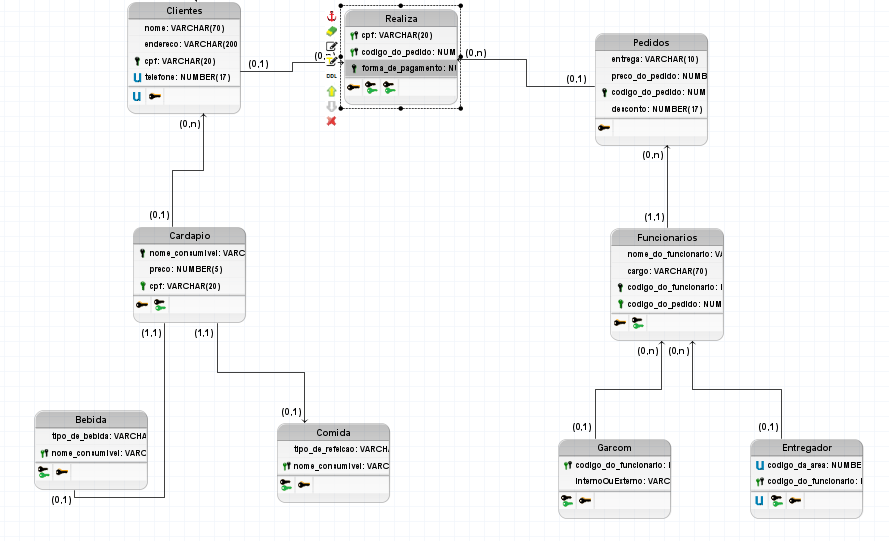 Clientes
nome: VARCHAR(70)
endereco: VARCHAR(200
cpf: VARCHAR(20)
telefone: NUMBER(17)
U
(0,1)
(0,
DDL
Realiza
cpf: VARCHAR(20)
codigo_do_pedido: NUM
forma_de_pagamento: NU
(0,n)
(0,1)
Pedidos
entrega: VARCHAR(10)
preco_do_pedido: NUMB
codigo_do_pedido: NUM
desconto: NUMBER(17)
(0,n)
(0,n)
(0,1)
(1,1)
Cardapio
nome_consumivel: VARC
preco: NUMBER(5)
cpf: VARCHAR(20)
(1,1)
(1,1)
Funcionarios
nome_do_funcionario: VA
cargo: VARCHAR(70)
codigo_do_funcionario:
codigo_do_pedido: NUM
(0,n)
(0,n)
(0,1)
(0,1)
(0,1)
(0,1)
Bebida
tipo_de_bebida: VARCHA
nome_consumivel: VARC
Comida
tipo_de_refeicao: VARCHA
nome_consumivel: VARC
Garcom
codigo_do_funcionario:
InternoOuExterno: VARC
Entregador
U codigo_da_area: NUMBE
codigo_do_funcionario:
U